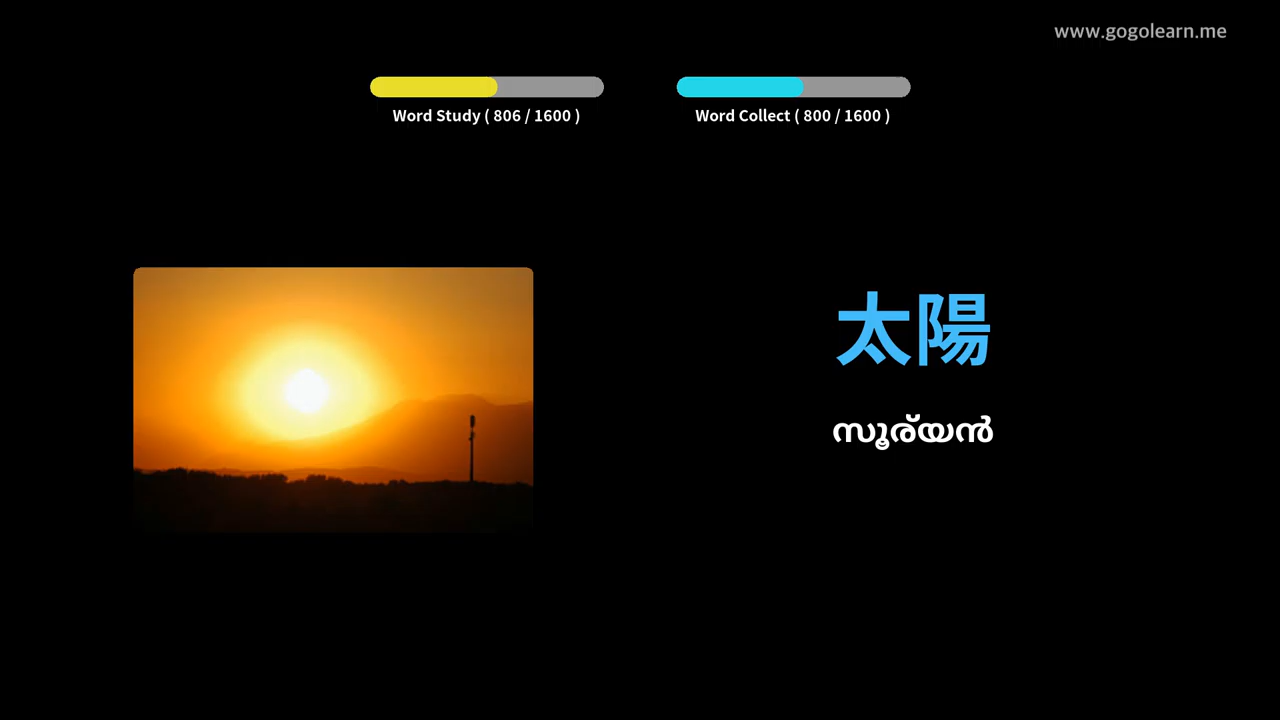 www.gogolearn.me
Word Study ( 806 / 1600 )
Word Collect ( 800 / 1600 )
太陽
സൂര്യൻ